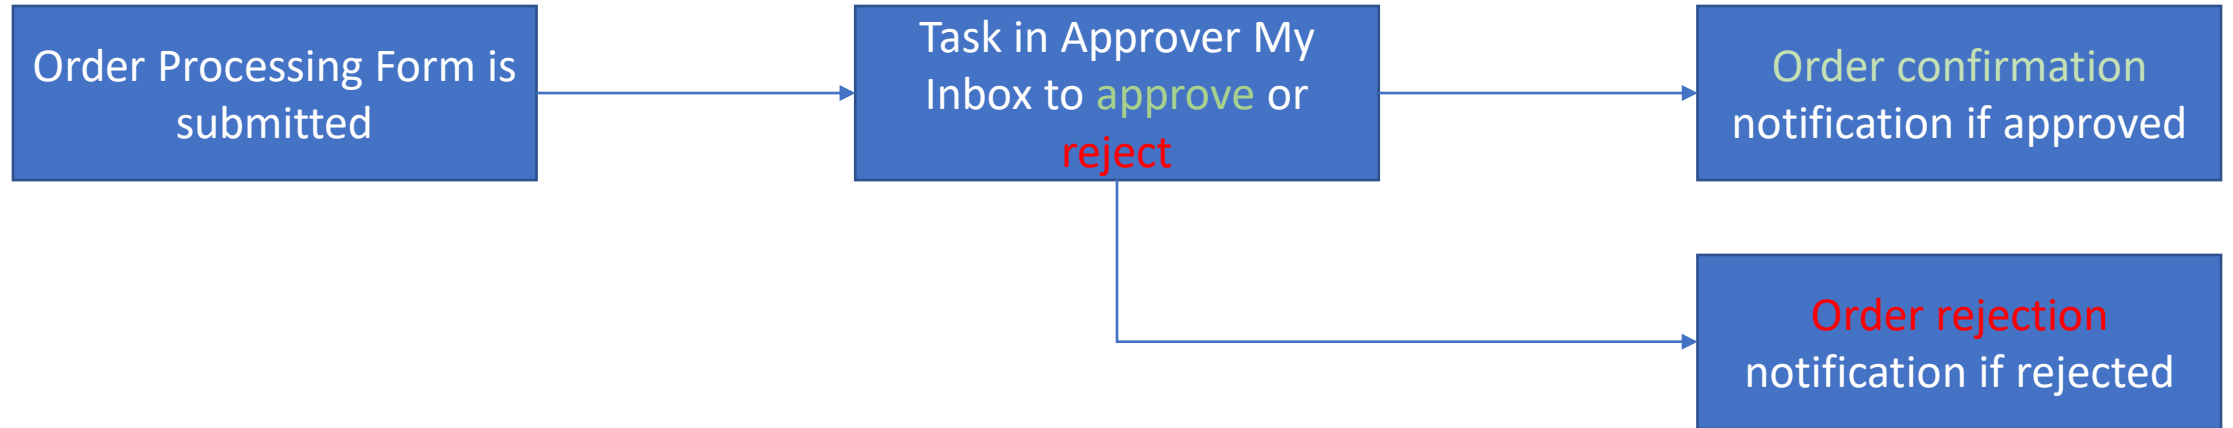 Order Processing Form is
submitted
Task in Approver My
Inbox to approve or
reject
Order confirmation
notification if approved
Order rejection
notification if rejected